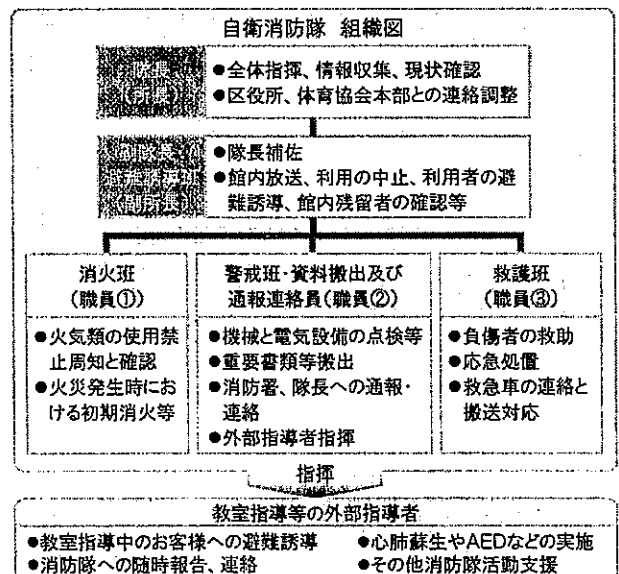 自衛消防隊 組織図
隊長
(所長)
●全体指揮、情報収集、現状確認
●区役所、体育協会本部との連絡調整
副隊長
(副所長)
●隊長補佐
●館内放送、利用の中止、利用者の避
難誘導、館内残留者の確認等
消火班
(職員①)
●火気類の使用禁
止周知と確認
●火災発生時にお
ける初期消火等
警戒班・資料搬出及び
通報連絡員(職員②)
●機械と電気設備の点検等
●重要書類等搬出
●消防署、隊長への通報・
連絡
●外部指導者指揮
救護班
(職員③)
●負傷者の救助
●応急処置
●救急車の連絡と
搬送対応
指揮
教室指導等の外部指導者
●教室指導中のお客様への避難誘導
●消防隊への随時報告、連絡
●心肺蘇生やAEDなどの実施
●その他消防隊活動支援